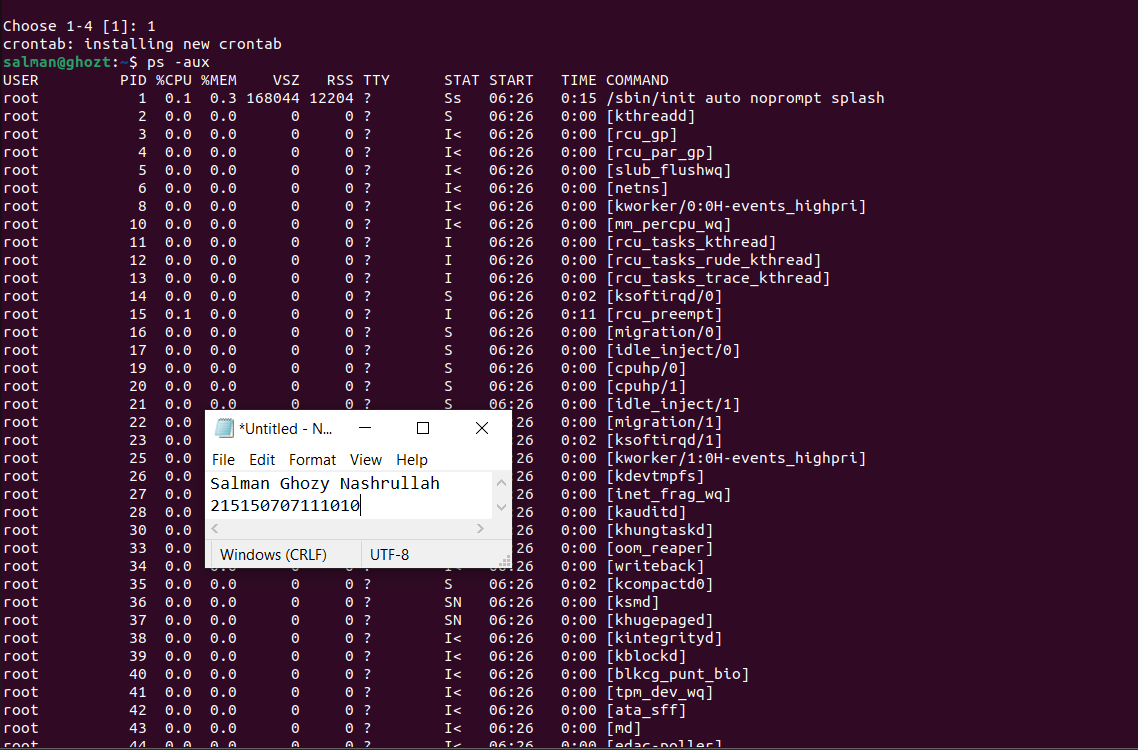 Choose 1-4 [1]: 1
crontab: installing new crontab
salman@ghozt:~$ ps -aux
USER         PID %CPU %MEM    VSZ   RSS TTY      STAT START   TIME COMMAND
root           1  0.1  0.3 168044 12204 ?        Ss   06:26   0:15 /sbin/init auto noprompt splash
root           2  0.0  0.0      0     0 ?        S    06:26   0:00 [kthreadd]
root           3  0.0  0.0      0     0 ?        I<   06:26   0:00 [rcu_gp]
root           4  0.0  0.0      0     0 ?        I<   06:26   0:00 [rcu_par_gp]
root           5  0.0  0.0      0     0 ?        I<   06:26   0:00 [slub_flushwq]
root           6  0.0  0.0      0     0 ?        I<   06:26   0:00 [netns]
root           8  0.0  0.0      0     0 ?        I<   06:26   0:00 [kworker/0:0H-events_highpri]
root          10  0.0  0.0      0     0 ?        I<   06:26   0:00 [mm_percpu_wq]
root          11  0.0  0.0      0     0 ?        I    06:26   0:00 [rcu_tasks_kthread]
root          12  0.0  0.0      0     0 ?        I    06:26   0:00 [rcu_tasks_rude_kthread]
root          13  0.0  0.0      0     0 ?        I    06:26   0:00 [rcu_tasks_trace_kthread]
root          14  0.0  0.0      0     0 ?        S    06:26   0:02 [ksoftirqd/0]
root          15  0.1  0.0      0     0 ?        I    06:26   0:11 [rcu_preempt]
root          16  0.0  0.0      0     0 ?        S    06:26   0:00 [migration/0]
root          17  0.0  0.0      0     0 ?        S    06:26   0:00 [idle_inject/0]
root          19  0.0  0.0      0     0 ?        S    06:26   0:00 [cpuhp/0]
root          20  0.0  0.0      0     0 ?        S    06:26   0:00 [cpuhp/1]
root          21  0.0  0.0      0     0 ?        S    06:26   0:00 [idle_inject/1]
root          22  0.0 :26   0:00 [migration/1]
root          23  0.0 :26   0:02 [ksoftirqd/1]
root          25  0.0 :26   0:00 [kworker/1:0H-events_highpri]
root          26  0.0 :26   0:00 [kdevtmpfs]
root          27  0.0 :26   0:00 [inet_frag_wq]
root          28  0.0 :26   0:00 [kauditd]
root          30  0.0 :26   0:00 [khungtaskd]
root          33  0.0 :26   0:00 [oom_reaper]
root          34  0.0  0.0      0     0 ?        I<   06:26   0:00 [writeback]
root          35  0.0  0.0      0     0 ?        S    06:26   0:02 [kcompactd0]
root          36  0.0  0.0      0     0 ?        SN   06:26   0:00 [ksmd]
root          37  0.0  0.0      0     0 ?        SN   06:26   0:00 [khugepaged]
root          38  0.0  0.0      0     0 ?        I<   06:26   0:00 [kintegrityd]
root          39  0.0  0.0      0     0 ?        I<   06:26   0:00 [kblockd]
root          40  0.0  0.0      0     0 ?        I<   06:26   0:00 [blkcg_punt_bio]
root          41  0.0  0.0      0     0 ?        I<   06:26   0:00 [tpm_dev_wq]
root          42  0.0  0.0      0     0 ?        I<   06:26   0:00 [ata_sff]
root          43  0.0  0.0      0     0 ?        I<   06:26   0:00 [md]
root          44  0.0  0.0      0     0 ?        I<   06:26   0:00 [edac-poller]
*Untitled - N...
File Edit Format View Help
Salman Ghozy Nashrullah
215150707111010
Windows (CRLF) UTF-8